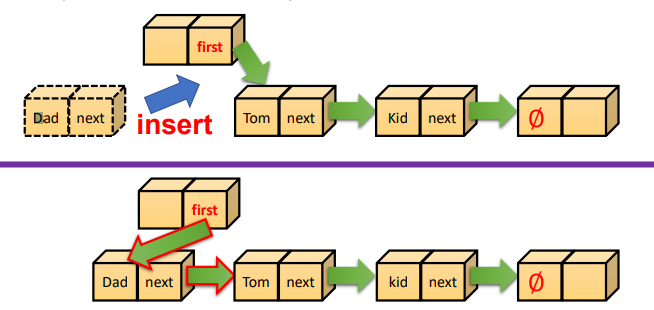 first
Dad next
insert
Tom next
Kid next
∅
first
Dad next
Tom next
kid next
∅